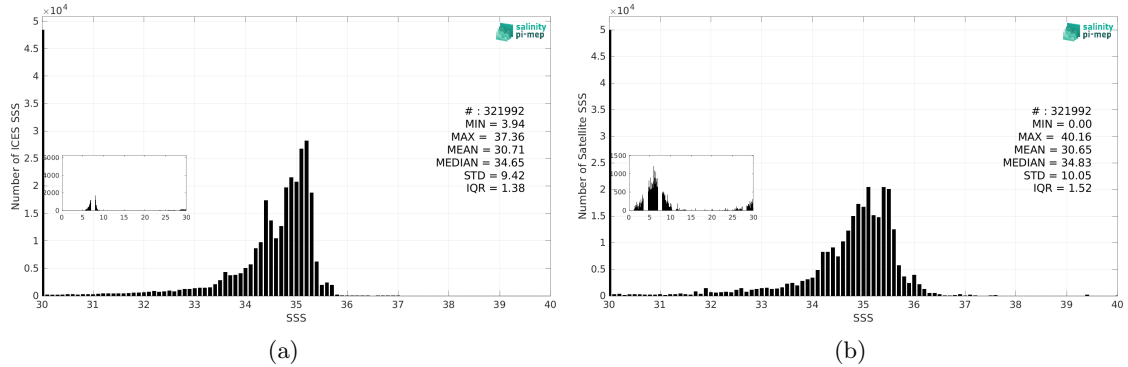 ×10⁴
5
4.5
4
3.5
3
2.5
2
1.5
1
0.5
0
Number of ICES SSS
salinity
pi-mep
# : 321992
MIN = 3.94
MAX = 37.36
MEAN = 30.71
MEDIAN = 34.65
STD = 9.42
IQR = 1.38
6000
4000
2000
0
0 5 10 15 20 25 30
30 31 32 33 34 35 36 37 38 39 40
SSS
(a)
×10⁴
5
4.5
4
3.5
3
2.5
2
1.5
1
0.5
0
Number of Satellite SSS
salinity
pi-mep
# : 321992
MIN = 0.00
MAX = 40.16
MEAN = 30.65
MEDIAN = 34.83
STD = 10.05
IQR = 1.52
1500
1000
500
0
0 5 10 15 20 25 30
30 31 32 33 34 35 36 37 38 39 40
SSS
(b)